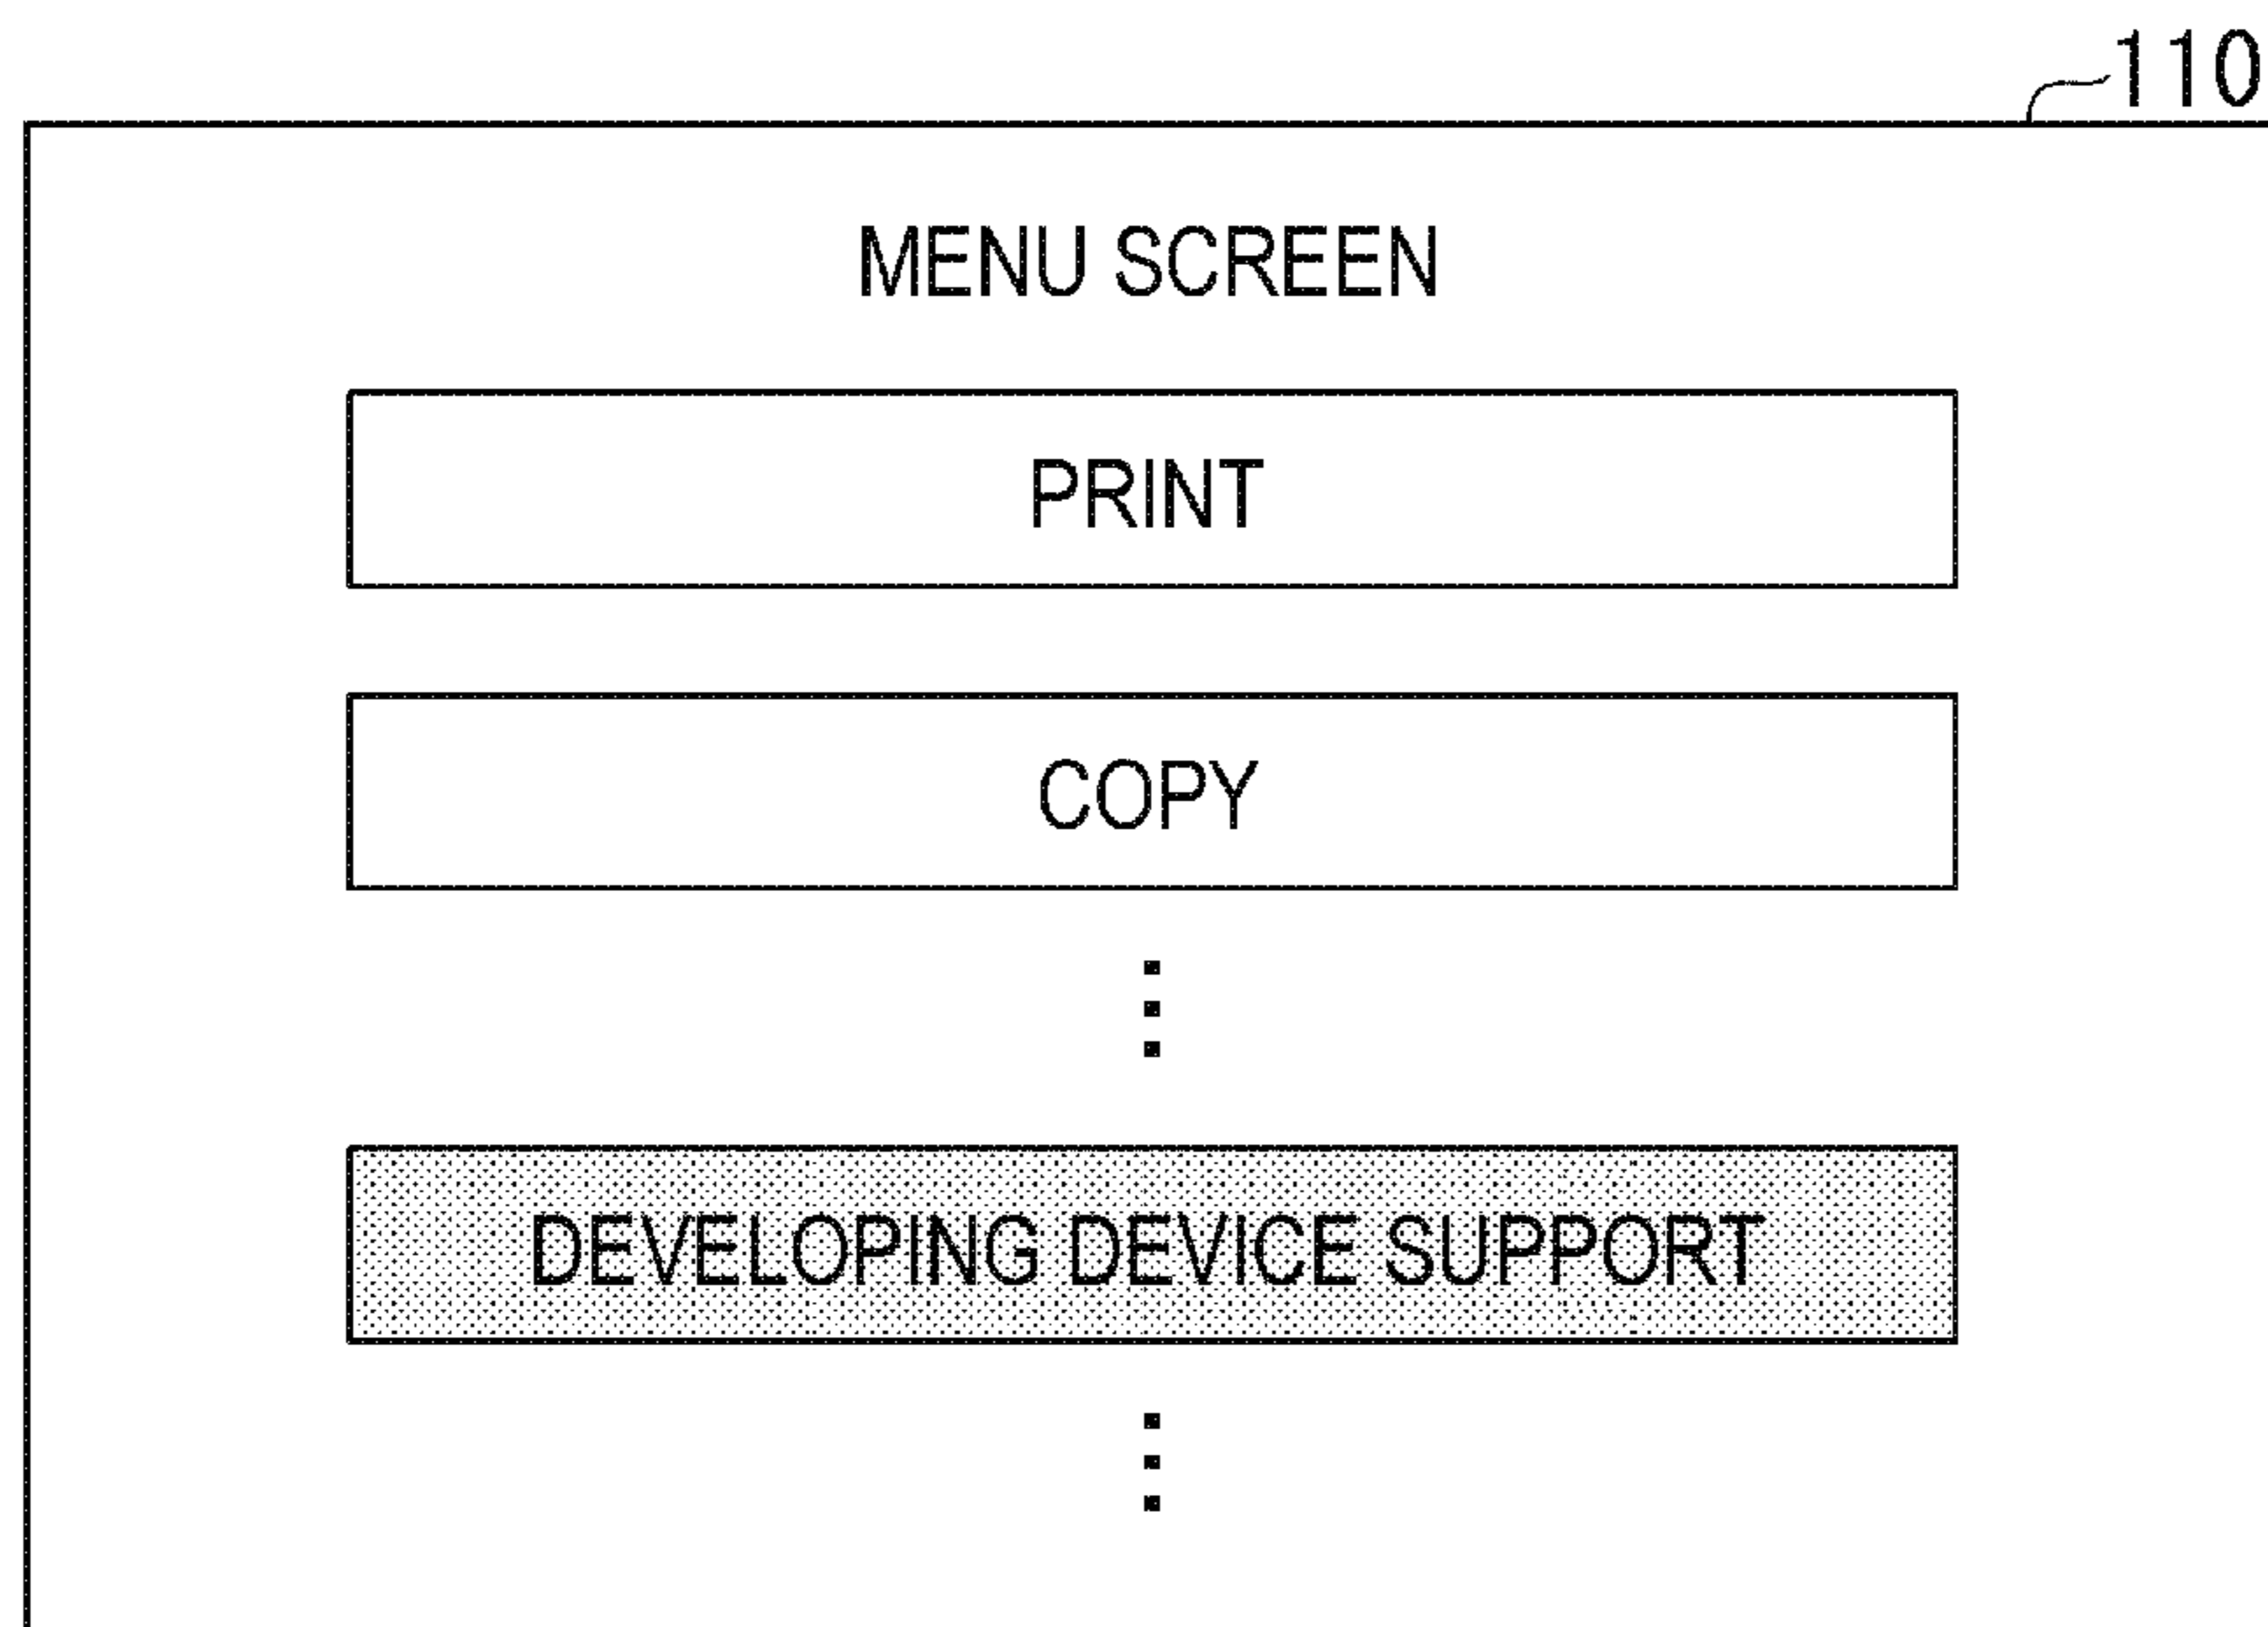 110
MENU SCREEN
PRINT
COPY
DEVELOPING DEVICE SUPPORT